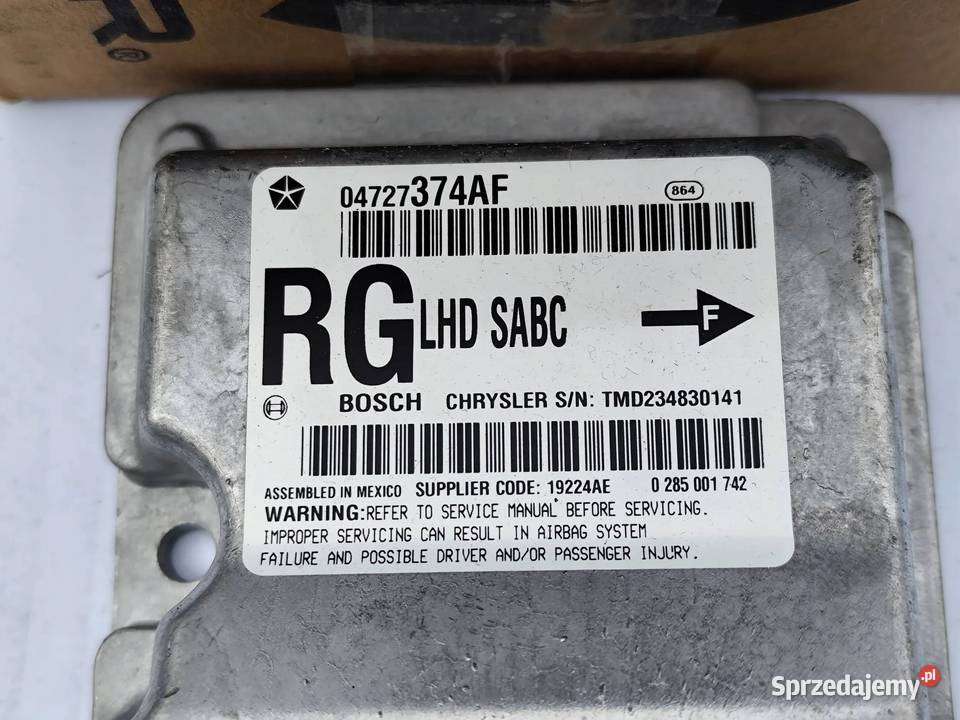 R®
04727374AF 864
RG LHD SABC F
BOSCH CHRYSLER S/N: TMD234830141
ASSEMBLED IN MEXICO SUPPLIER CODE: 19224AE 0 285 001 742
WARNING:REFER TO SERVICE MANUAL BEFORE SERVICING.
IMPROPER SERVICING CAN RESULT IN AIRBAG SYSTEM
FAILURE AND POSSIBLE DRIVER AND/OR PASSENGER INJURY.
Sprzedajemy.pl